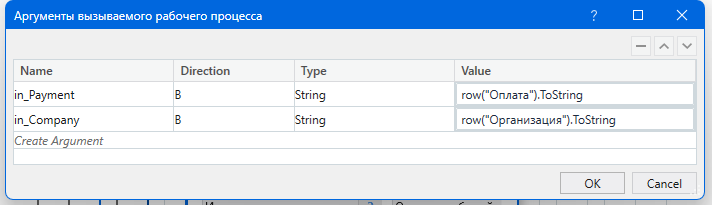 Аргументы вызываемого рабочего процесса
Name Direction Type Value
in_Payment В String row("Оплата").ToString
in_Company В String row("Организация").ToString
Create Argument
OK Cancel